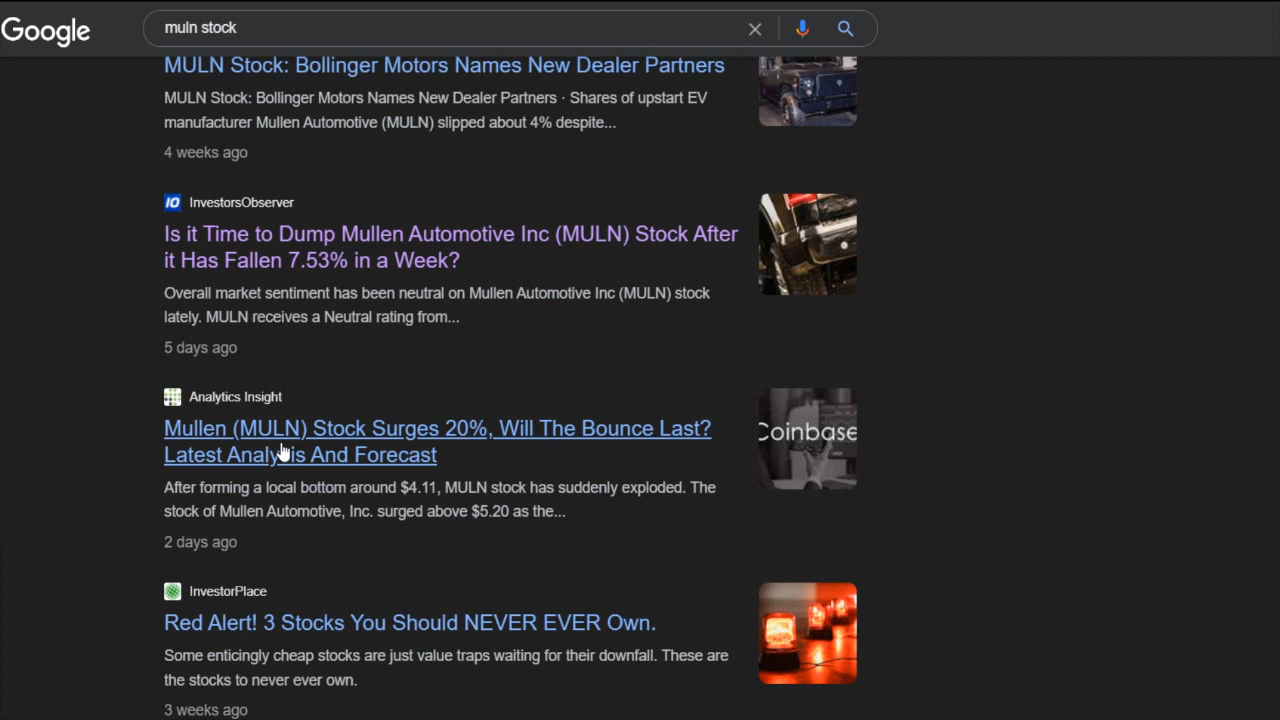 Google
muln stock
MULN Stock: Bollinger Motors Names New Dealer Partners
MULN Stock: Bollinger Motors Names New Dealer Partners · Shares of upstart EV
manufacturer Mullen Automotive (MULN) slipped about 4% despite...
4 weeks ago
IO InvestorsObserver
Is it Time to Dump Mullen Automotive Inc (MULN) Stock After
it Has Fallen 7.53% in a Week?
Overall market sentiment has been neutral on Mullen Automotive Inc (MULN) stock
lately. MULN receives a Neutral rating from...
5 days ago
Analytics Insight
Mullen (MULN) Stock Surges 20%, Will The Bounce Last?
Latest Analysis And Forecast
Coinbase
After forming a local bottom around $4.11, MULN stock has suddenly exploded. The
stock of Mullen Automotive, Inc. surged above $5.20 as the...
2 days ago
InvestorPlace
Red Alert! 3 Stocks You Should NEVER EVER Own.
Some enticingly cheap stocks are just value traps waiting for their downfall. These are
the stocks to never ever own.
3 weeks ago